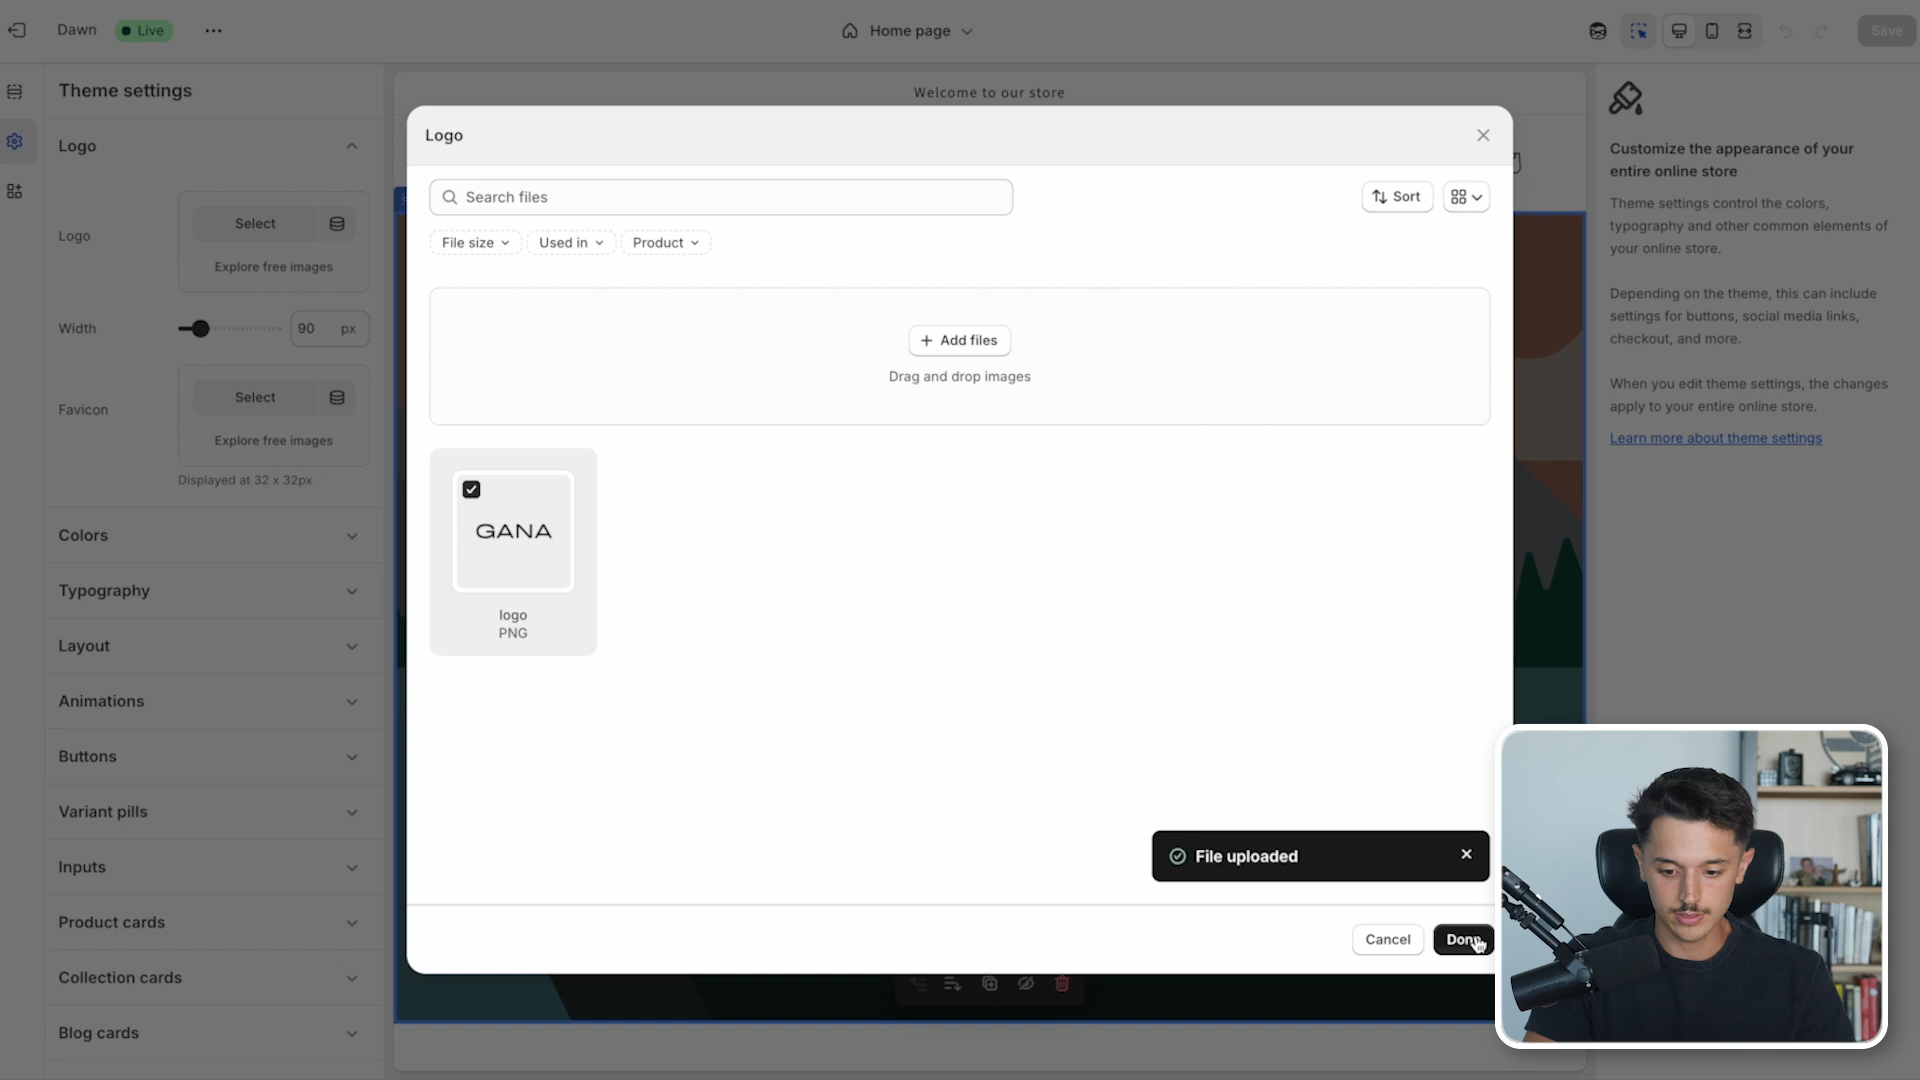 Dawn
Live
Home page
Save
Theme settings
Logo
Logo
Select
Explore free images
Width
90 px
Favicon
Select
Explore free images
Displayed at 32 x 32px
Colors
Typography
Layout
Animations
Buttons
Variant pills
Inputs
Product cards
Collection cards
Blog cards
Welcome to our store
Logo
Search files
Sort
File size
Used in
Product
Add files
Drag and drop images
GANA
logo
PNG
File uploaded
Cancel
Done
Customize the appearance of your
entire online store
Theme settings control the colors,
typography and other common elements of
your online store.
Depending on the theme, this can include
settings for buttons, social media links,
checkout, and more.
When you edit theme settings, the changes
apply to your entire online store.
Learn more about theme settings